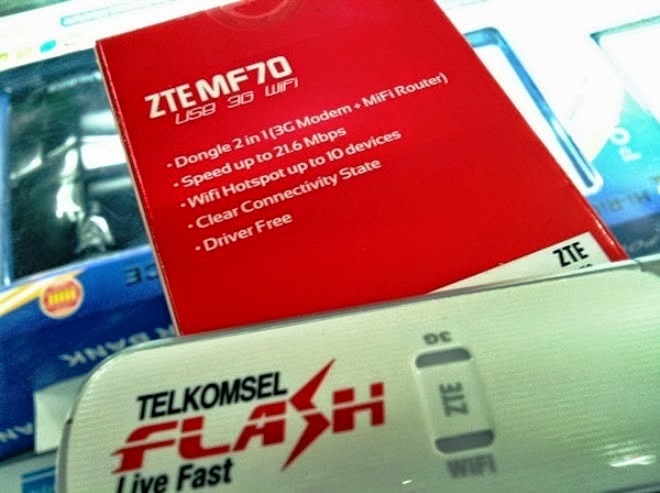 ZTE MF70
USB 3G WiFi
• Dongle 2 in 1 (3G Modem + MiFi Router)
• Speed up to 21.6 Mbps
• Wifi Hotspot up to 10 devices
• Clear Connectivity State
• Driver Free
ZTE
TELKOMSEL
FLASH
Live Fast
3G
ZTE
WiFi
BANK